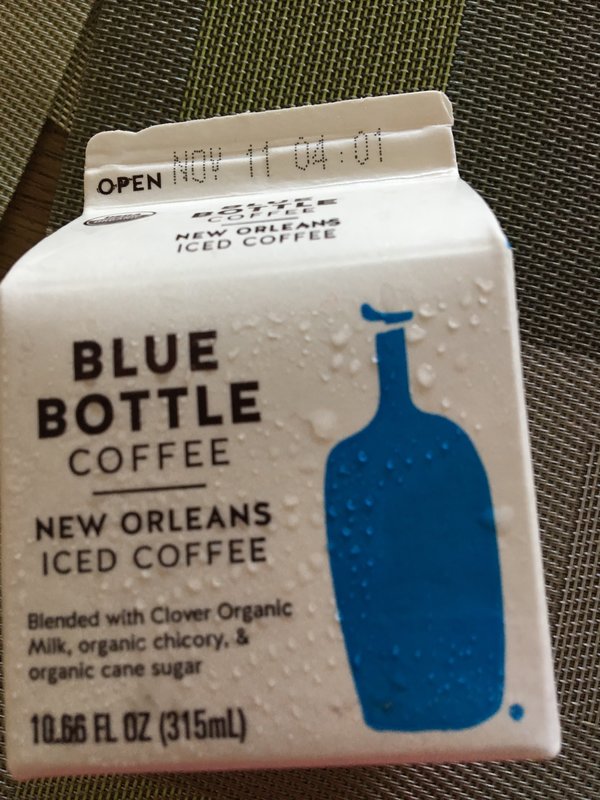 OPEN NOV 11 04:01
BLUE
BOTTLE
COFFEE
NEW ORLEANS
ICED COFFEE
BLUE
BOTTLE
COFFEE
NEW ORLEANS
ICED COFFEE
Blended with Clover Organic
Milk, organic chicory, &
organic cane sugar
10.66 FL OZ (315mL)